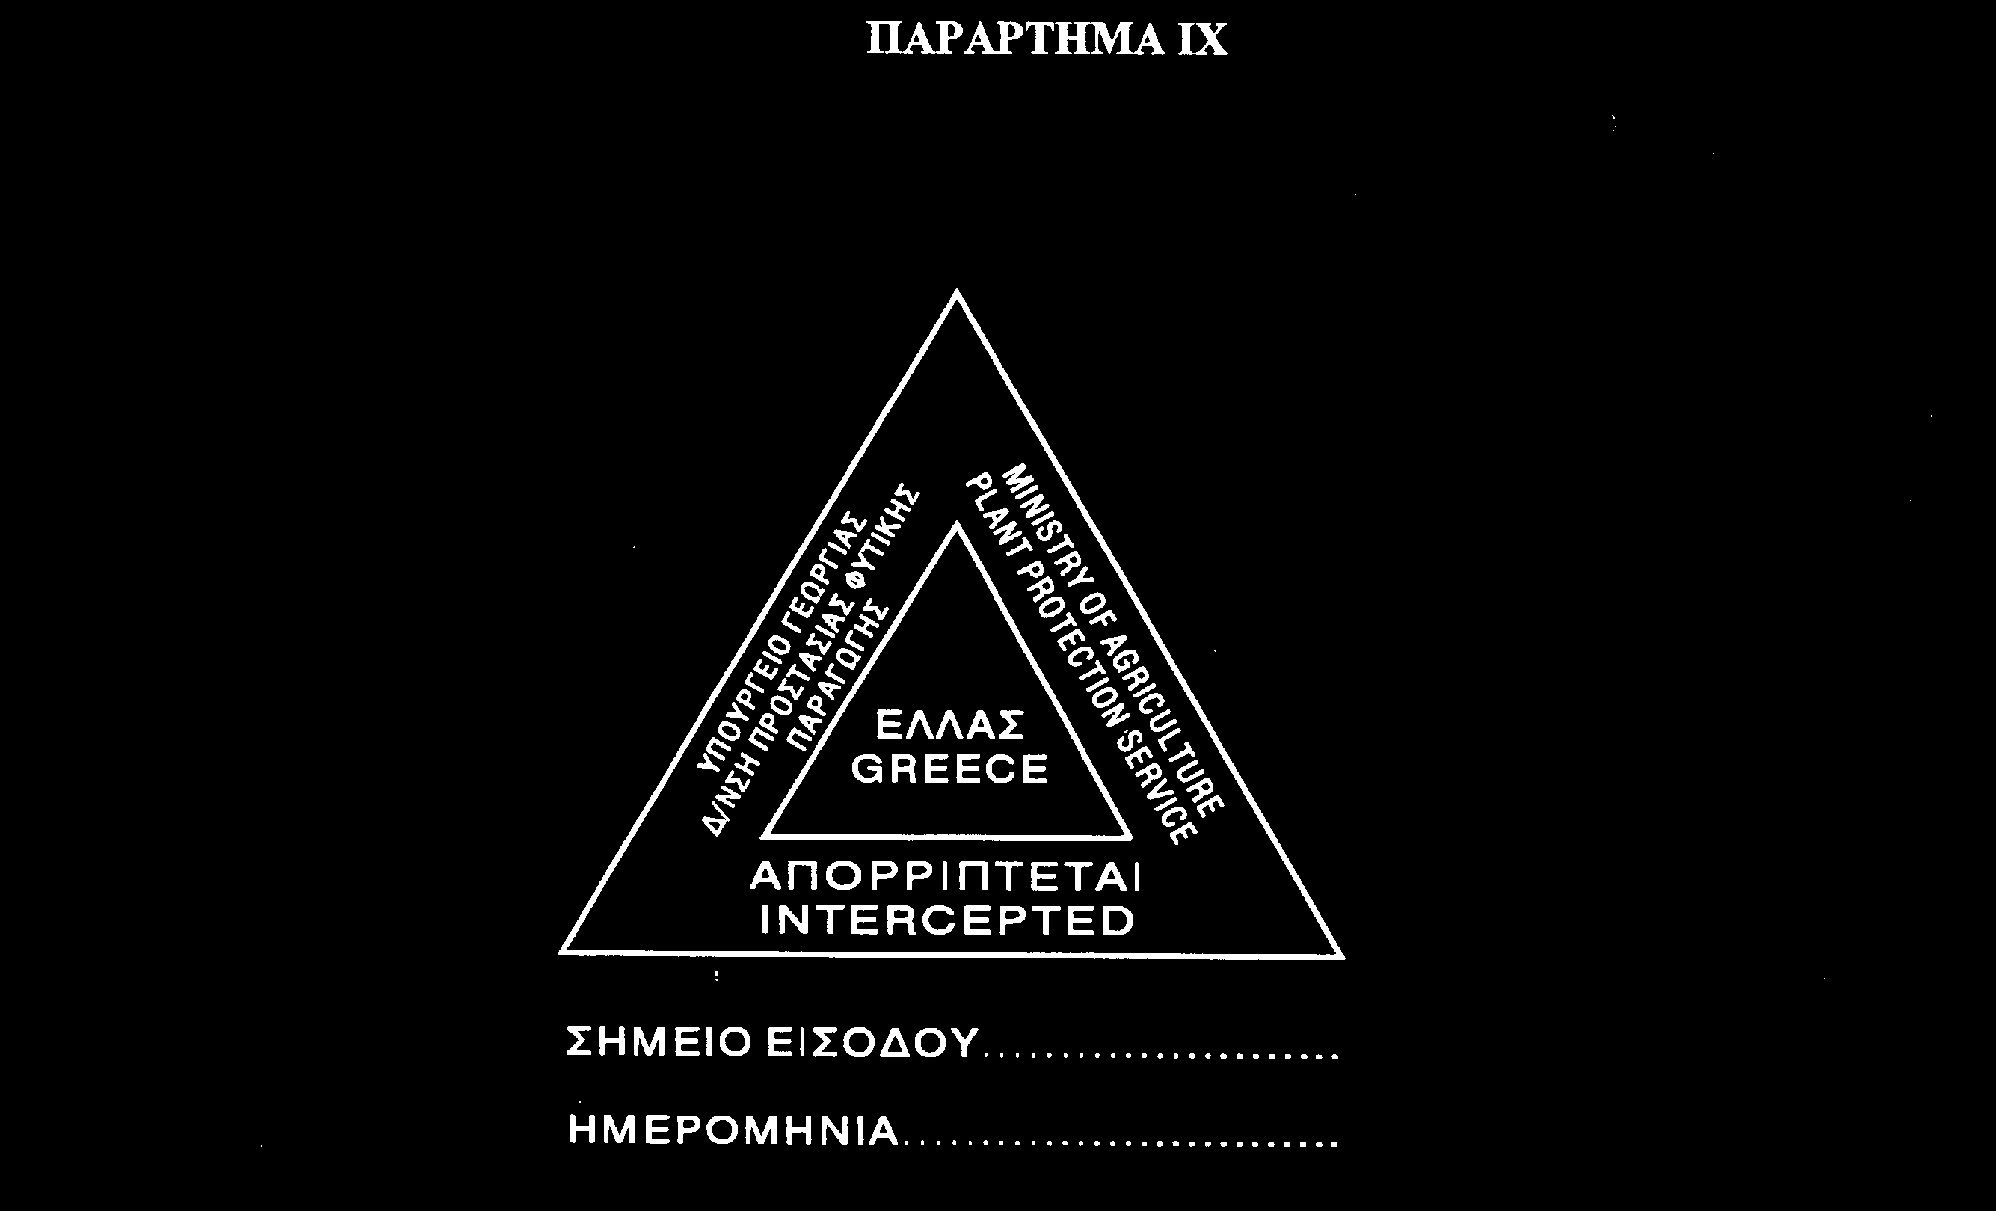 ΠΑΡΑΡΤΗΜΑ IX
ΥΠΟΥΡΓΕΙΟ ΓΕΩΡΓΙΑΣ
Δ/ΝΣΗ ΠΡΟΣΤΑΣΙΑΣ ΦΥΤΙΚΗΣ
ΠΑΡΑΓΩΓΗΣ
MINISTRY OF AGRICULTURE
PLANT PROTECTION SERVICE
ΕΛΛΑΣ
GREECE
ΑΠΟΡΡΙΠΤΕΤΑΙ
INTERCEPTED
ΣΗΜΕΙΟ ΕΙΣΟΔΟΥ.......................
ΗΜΕΡΟΜΗΝΙΑ............................